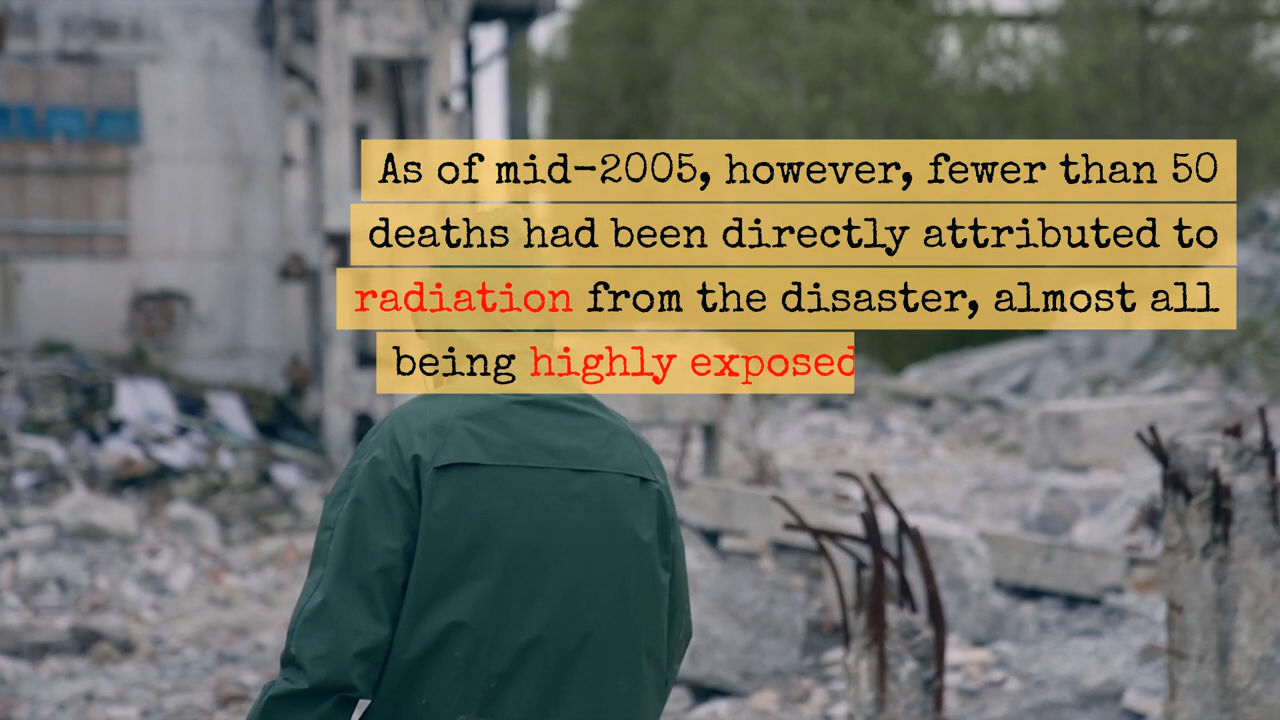 As of mid-2005, however, fewer than 50
deaths had been directly attributed to
radiation from the disaster, almost all
being highly exposed